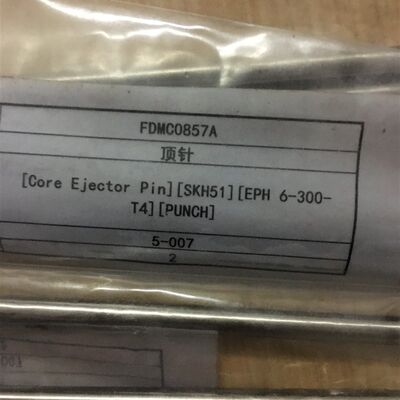 FDMC0857A
顶针
[Core Ejector Pin][SKH51][EPH 6-300-
T4][PUNCH]
5-007
2